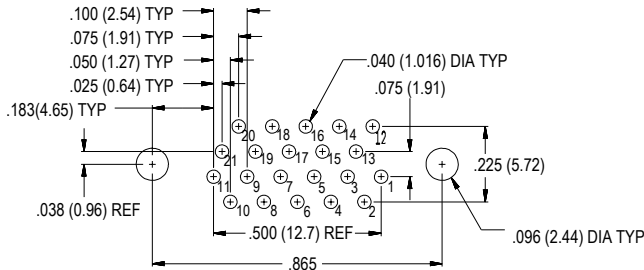 .100 (2.54) TYP
.075 (1.91) TYP
.050 (1.27) TYP
.025 (0.64) TYP
.040 (1.016) DIA TYP
.075 (1.91)
.183(4.65) TYP
20 18 16 14 12
21 19 17 15 13
11 9 7 5 3 1
10 8 6 4 2
.225 (5.72)
.038 (0.96) REF
.500 (12.7) REF
.096 (2.44) DIA TYP
.865